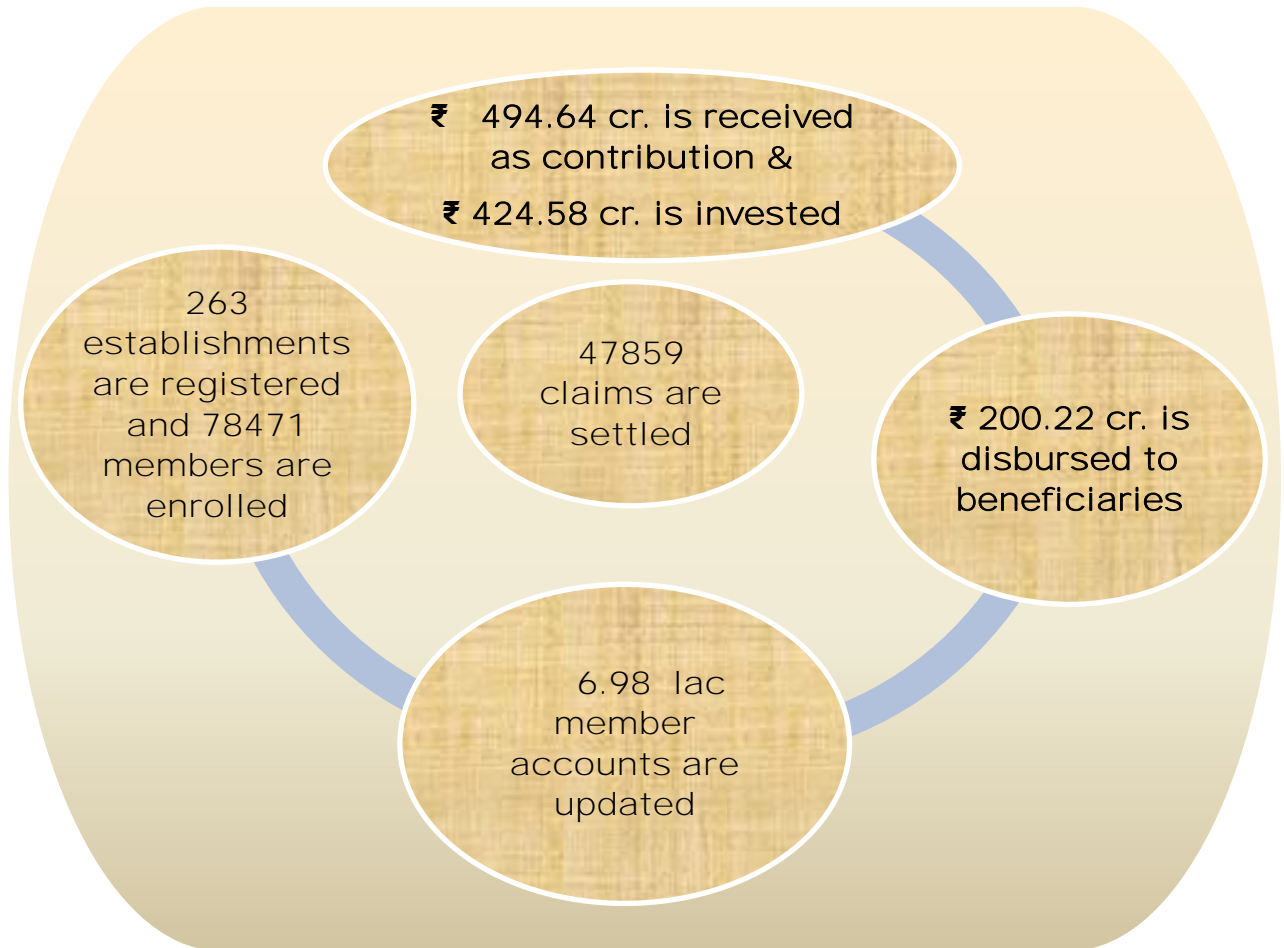 ₹ 494.64 cr. is received
as contribution &
₹ 424.58 cr. is invested
263
establishments
are registered
and 78471
members are
enrolled
47859
claims are
settled
₹ 200.22 cr. is
disbursed to
beneficiaries
6.98 lac
member
accounts are
updated